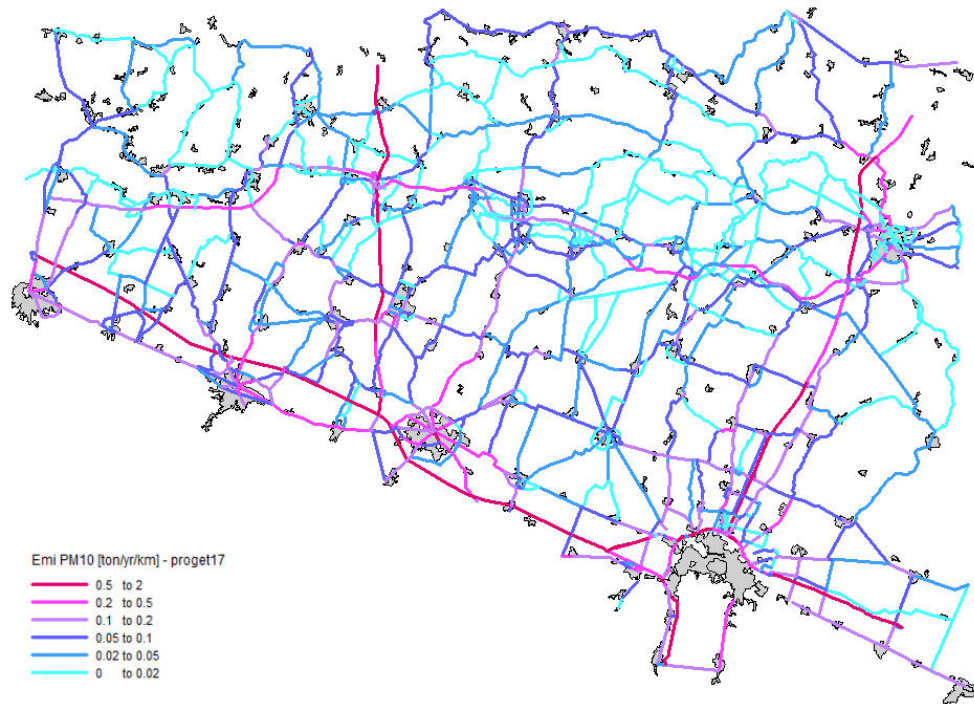 Emi PM10 [ton/yr/km] - proget17
0.5 to 2
0.2 to 0.5
0.1 to 0.2
0.05 to 0.1
0.02 to 0.05
0 to 0.02